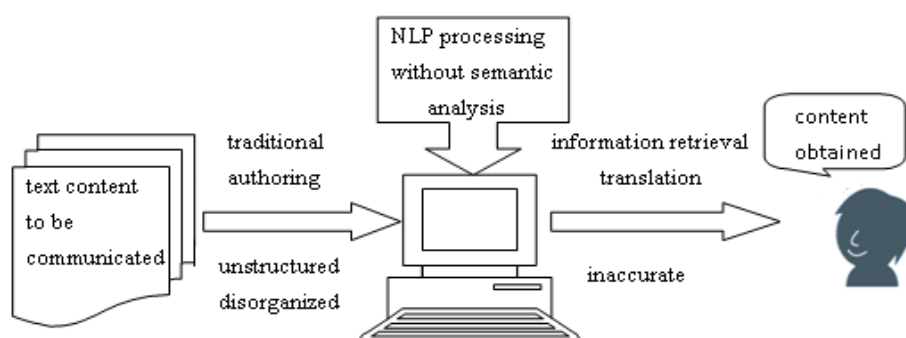 NLP processing
without semantic
analysis
text content
to be
communicated
traditional
authoring
unstructured
disorganized
information retrieval
translation
inaccurate
content
obtained